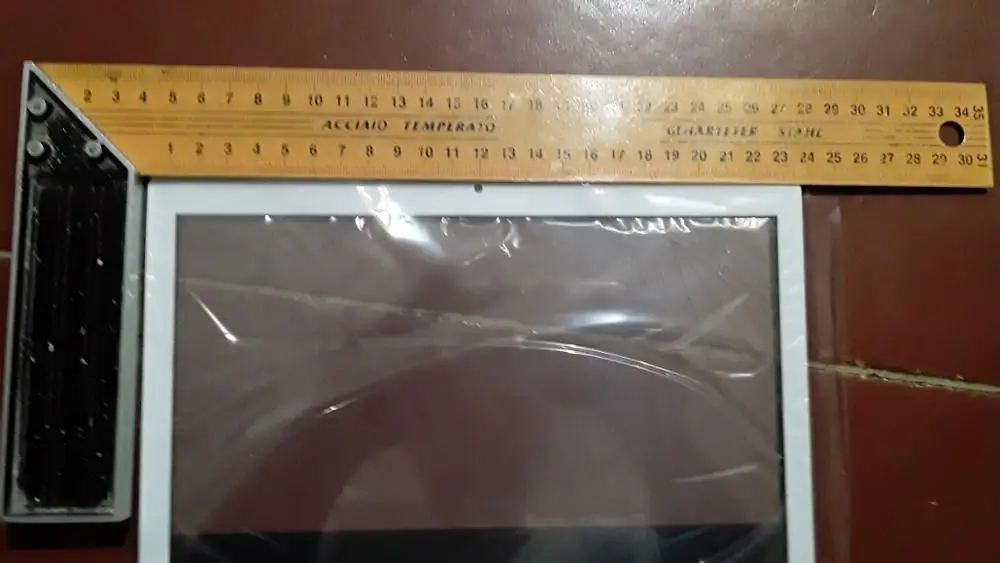 2 3 4 5 6 7 8 9 10 11 12 13 14 15 16 17 18 22 23 24 25 26 27 28 29 30 31 32 33 34 35
ACCIAIO TEMPERATO GEHARTETER STAHL
1 2 3 4 5 6 7 8 9 10 11 12 13 14 15 16 17 18 19 20 21 22 23 24 25 26 27 28 29 30 31